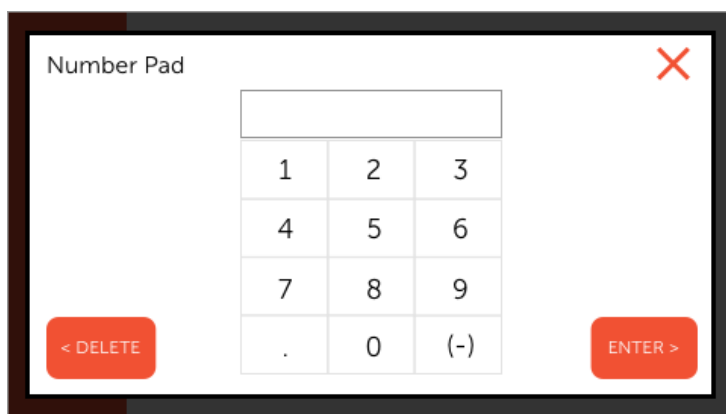 Number Pad
1 2 3
4 5 6
7 8 9
. 0 (-)
< DELETE
ENTER >